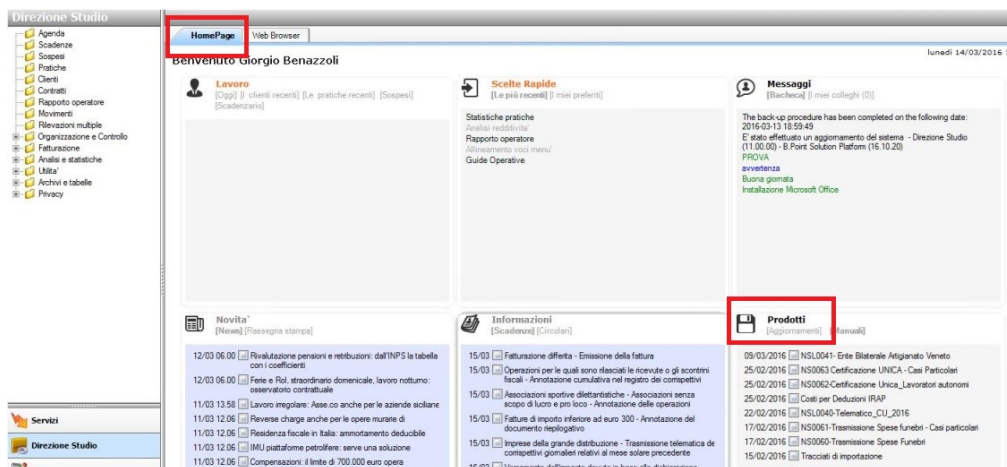 Direzione Studio
Agenda
Scadenze
Sospesi
Pratiche
Clienti
Contratti
Rapporto operatore
Movimenti
Rilevazioni multiple
Organizzazione e Controllo
Fatturazione
Analisi e statistiche
Utilita'
Archivi e tabelle
Privacy
Servizi
Direzione Studio
HomePage Web Browser
Benvenuto Giorgio Benazzoli
lunedì 14/03/2016
Lavoro
[Oggi] [I clienti recenti] [Le pratiche recenti] [Sospesi]
[Scadenzario]
Scelte Rapide
[Le più recenti] [I miei preferiti]
Statistiche pratiche
Analisi redditivita'
Rapporto operatore
Allineamento voci menu'
Guide Operative
Messaggi
[Bacheca] [I miei colleghi (0)]
The back-up procedure has been completed on the following date:
2016-03-13 18:59:49
E' stato effettuato un aggiornamento del sistema - Direzione Studio
(11.00.00) - B.Point Solution Platform (16.10.20)
PROVA
avvertenza
Buona giornata
Installazione Microsoft Office
Novita'
[News] [Rassegna stampa]
12/03 06.00 Rivalutazione pensioni e retribuzioni: dall'INPS la tabella
con i coefficienti
12/03 06.00 Ferie e Rol, straordinario domenicale, lavoro notturno:
osservatorio contrattuale
11/03 13.58 Lavoro irregolare: Asse.co anche per le aziende siciliane
11/03 12.06 Reverse charge anche per le opere murarie di
11/03 12.06 Residenza fiscale in Italia: ammortamento deducibile
11/03 12.06 IMU piattaforme petrolifere: serve una soluzione
11/03 12.06 Compensazioni: il limite di 700.000 euro opera
Informazioni
[Scadenze] [Circolari]
15/03 Fatturazione differita - Emissione della fattura
15/03 Operazioni per le quali sono rilasciati le ricevute o gli scontrini
fiscali - Annotazione cumulativa nel registro dei corrispettivi
15/03 Associazioni sportive dilettantistiche - Associazioni senza
scopo di lucro e pro loco - Annotazione delle operazioni
15/03 Fatture di importo inferiore ad euro 300 - Annotazione del
documento riepilogativo
15/03 Imprese della grande distribuzione - Trasmissione telematica dei
corrispettivi giornalieri relativi al mese solare precedente
Prodotti
[Aggiornamenti] [Manuali]
09/03/2016 NSL0041- Ente Bilaterale Artigianato Veneto
25/02/2016 NS0063 Certificazione UNICA - Casi Particolari
25/02/2016 NS0062-Certificazione Unica_Lavoratori autonomi
25/02/2016 Costi per Deduzioni IRAP
22/02/2016 NSL0040-Telematico_CU_2016
17/02/2016 NS0061-Trasmissione Spese funebri - Casi particolari
17/02/2016 NS0060-Trasmissione Spese Funebri
15/02/2016 Tracciati di importazione